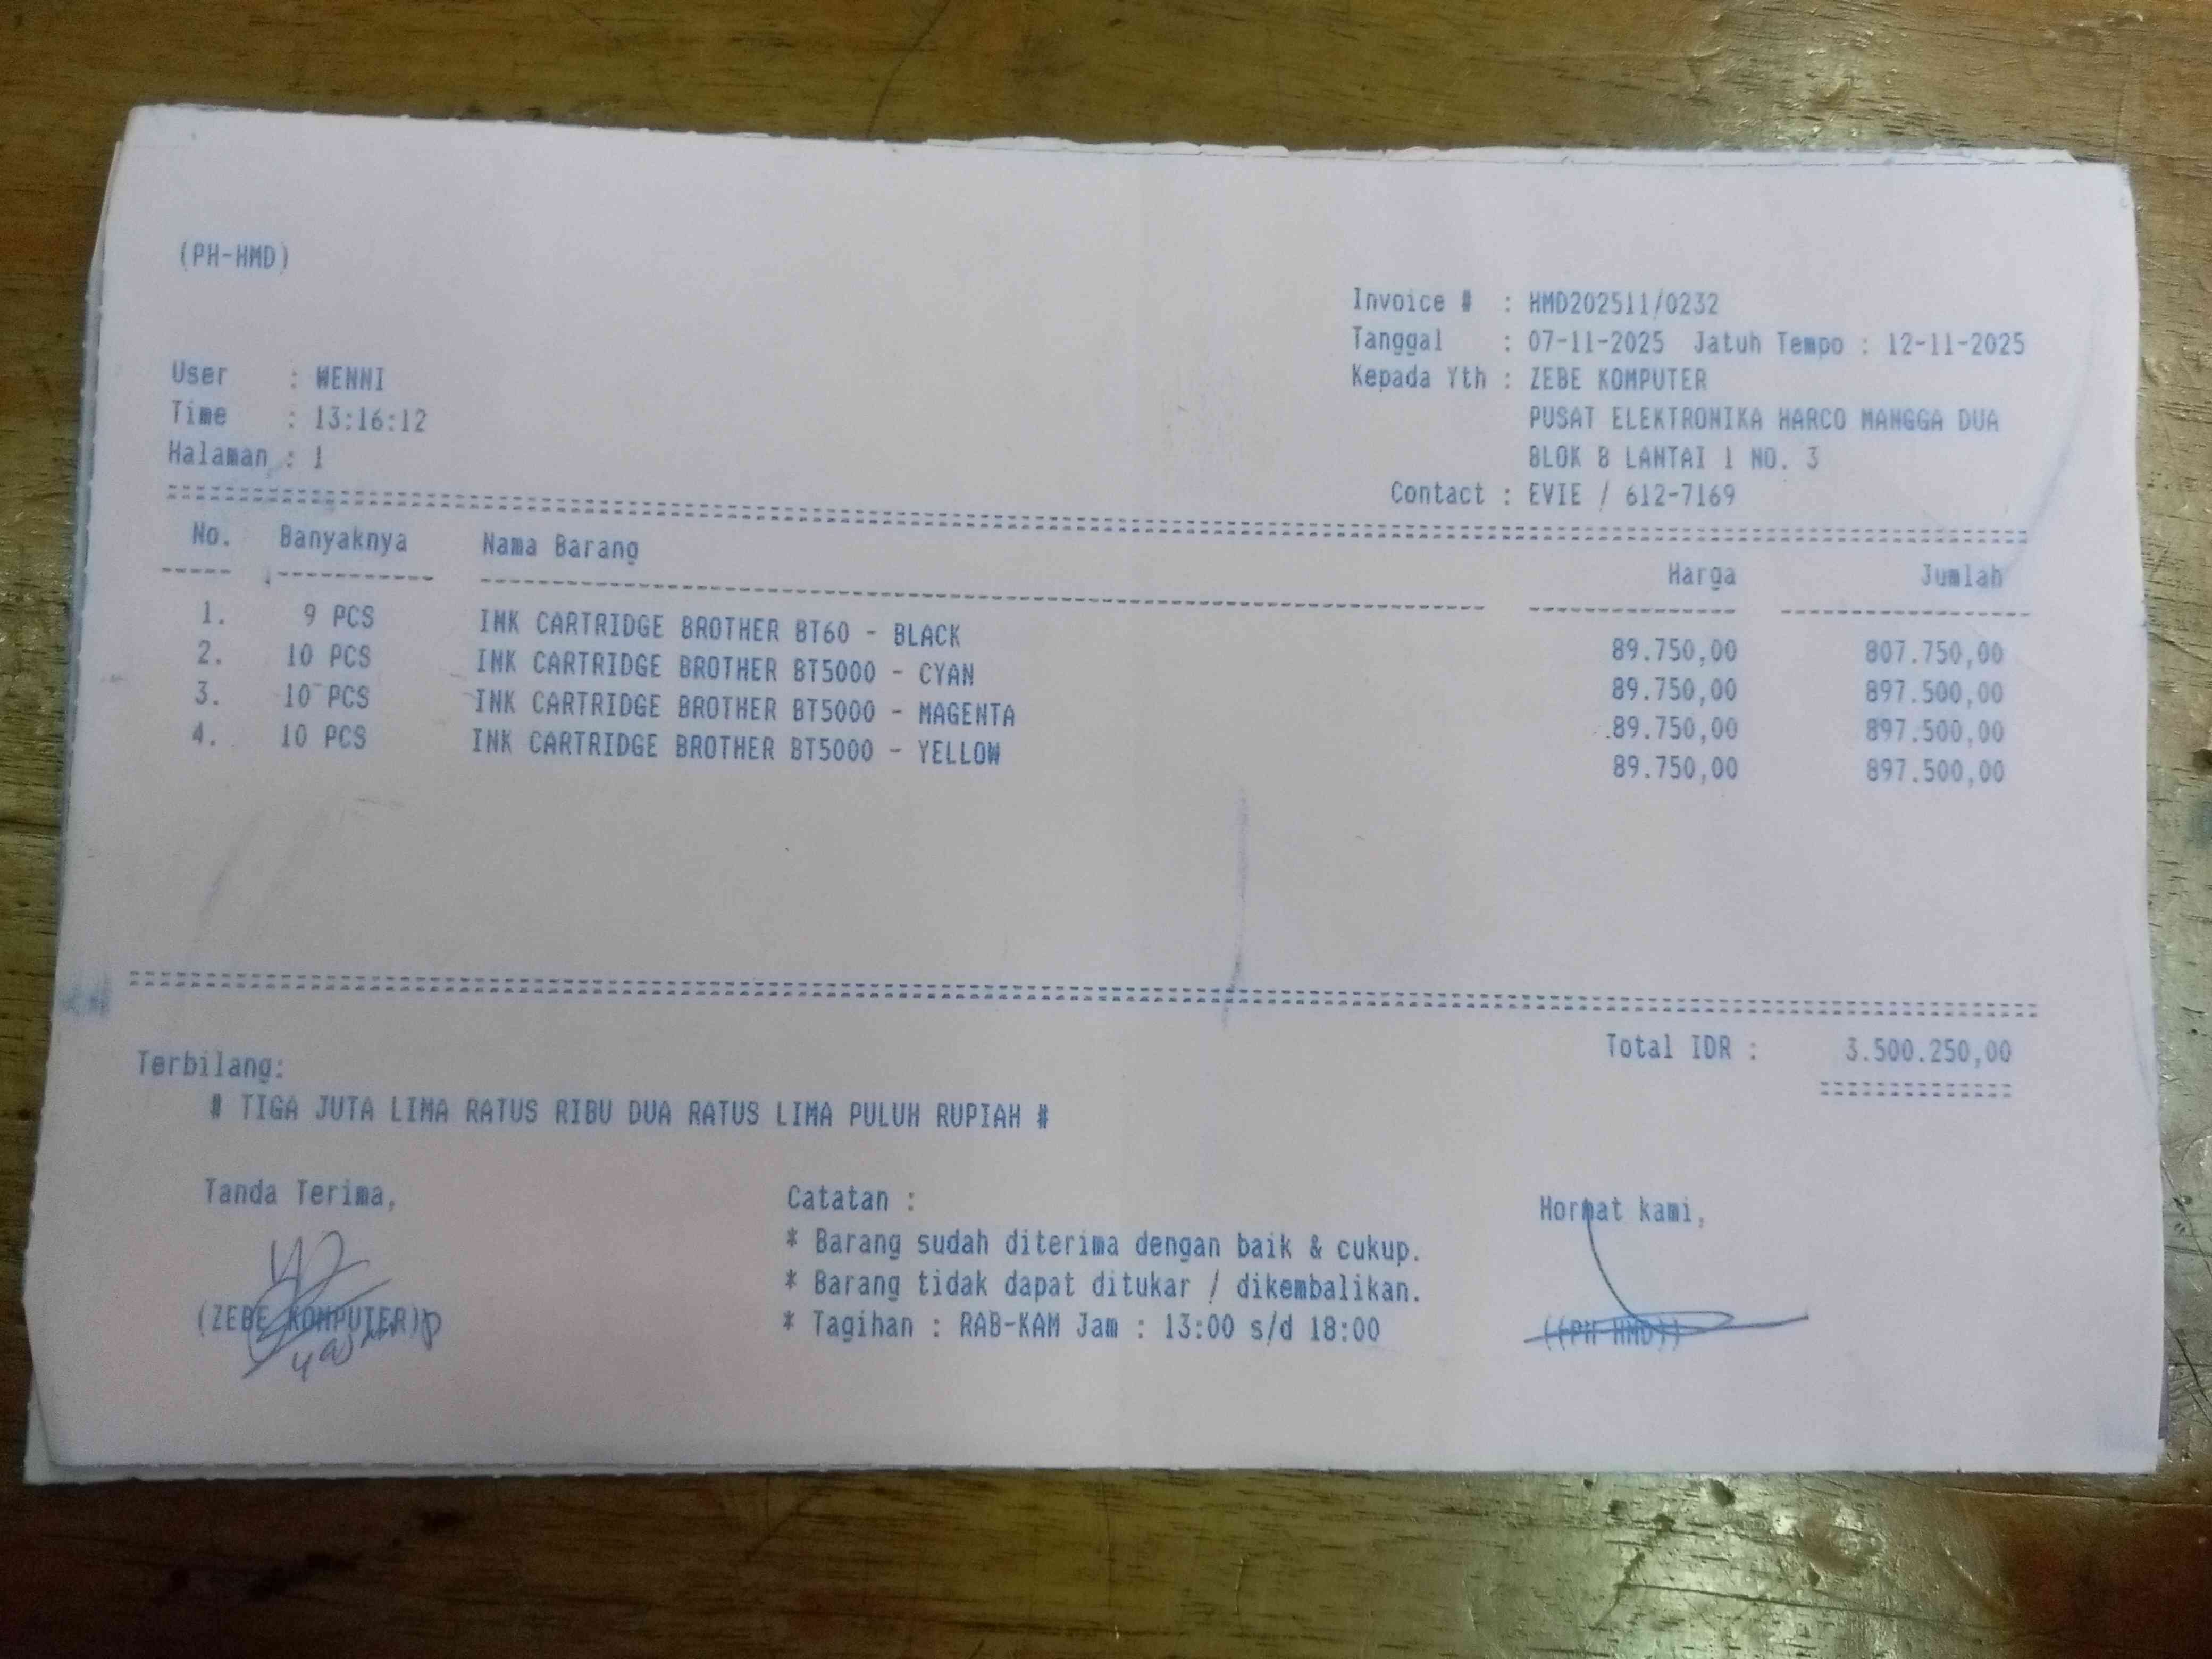 (PH-HMD)
Invoice # : HMD202511/0232
Tanggal : 07-11-2025 Jatuh Tempo : 12-11-2025
User : WENNI
Kepada Yth : ZEBE KOMPUTER
Time : 13:16:12
PUSAT ELEKTRONIKA HARCO MANGGA DUA
Halaman : 1
BLOK B LANTAI 1 NO. 3
Contact : EVIE / 612-7169
No. Banyaknya Nama Barang Harga Jumlah
1. 9 PCS INK CARTRIDGE BROTHER BT60 - BLACK 89.750,00 807.750,00
2. 10 PCS INK CARTRIDGE BROTHER BT5000 - CYAN 89.750,00 897.500,00
3. 10 PCS INK CARTRIDGE BROTHER BT5000 - MAGENTA 89.750,00 897.500,00
4. 10 PCS INK CARTRIDGE BROTHER BT5000 - YELLOW 89.750,00 897.500,00
Total IDR : 3.500.250,00
Terbilang:
# TIGA JUTA LIMA RATUS RIBU DUA RATUS LIMA PULUH RUPIAH #
Tanda Terima, Catatan : Hormat kami,
* Barang sudah diterima dengan baik & cukup.
* Barang tidak dapat ditukar / dikembalikan.
(ZEBE KOMPUTER) * Tagihan : RAB-KAM Jam : 13:00 s/d 18:00 ((PH-HMD))